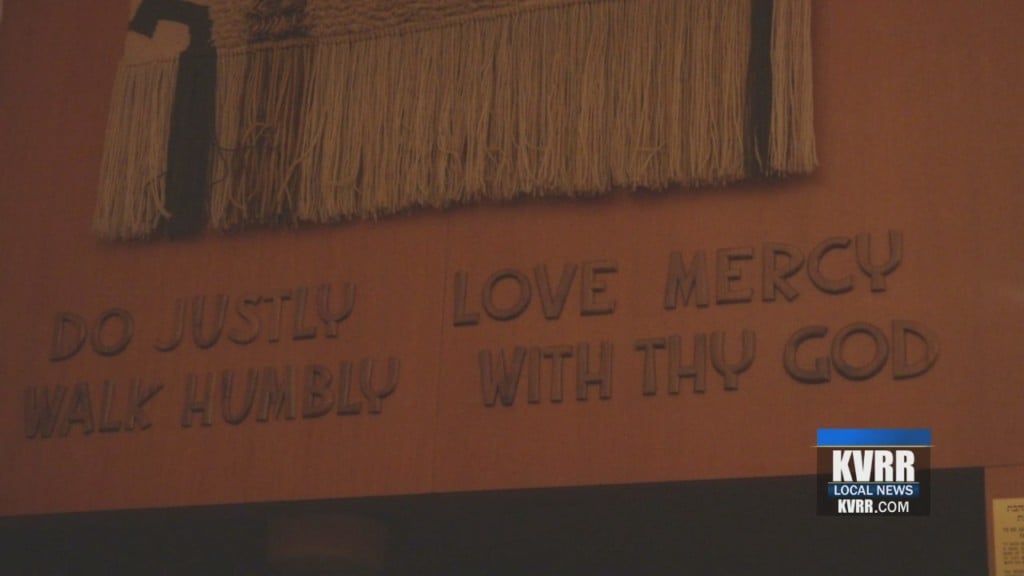 DO JUSTLY LOVE MERCY
WALK HUMBLY WITH THY GOD
KVRR
LOCAL NEWS
KVRR.COM